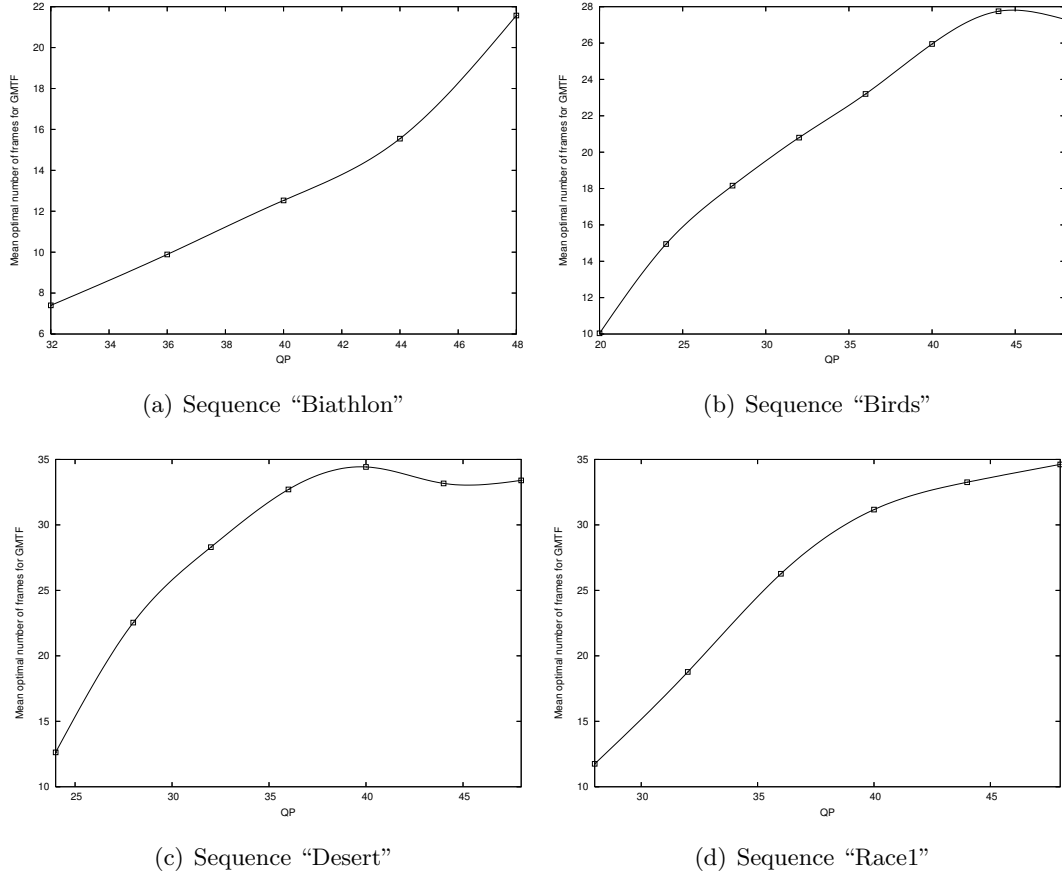 22
20
18
16
14
12
10
8
6
Mean optimal number of frames for GMTF
32 34 36 38 40 42 44 46 48
QP
(a) Sequence “Biathlon”
28
26
24
22
20
18
16
14
12
10
Mean optimal number of frames for GMTF
20 25 30 35 40 45
QP
(b) Sequence “Birds”
35
30
25
20
15
10
Mean optimal number of frames for GMTF
25 30 35 40 45
QP
(c) Sequence “Desert”
35
30
25
20
15
10
Mean optimal number of frames for GMTF
30 35 40 45
QP
(d) Sequence “Race1”